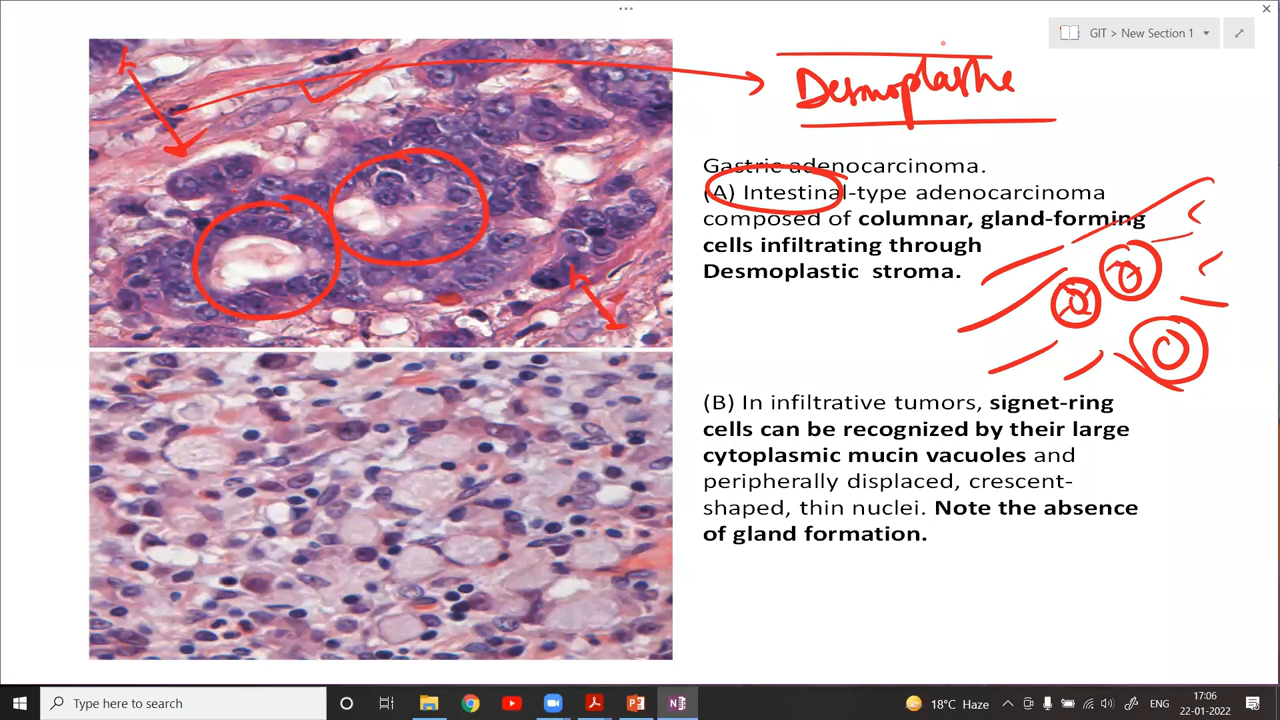 GIT > New Section 1
Desmoplastic
Gastric adenocarcinoma.
(A) Intestinal-type adenocarcinoma
composed of columnar, gland-forming
cells infiltrating through
Desmoplastic stroma.
(B) In infiltrative tumors, signet-ring
cells can be recognized by their large
cytoplasmic mucin vacuoles and
peripherally displaced, crescent-
shaped, thin nuclei. Note the absence
of gland formation.
Type here to search
18°C Haze
ENG
17:06
22-01-2022